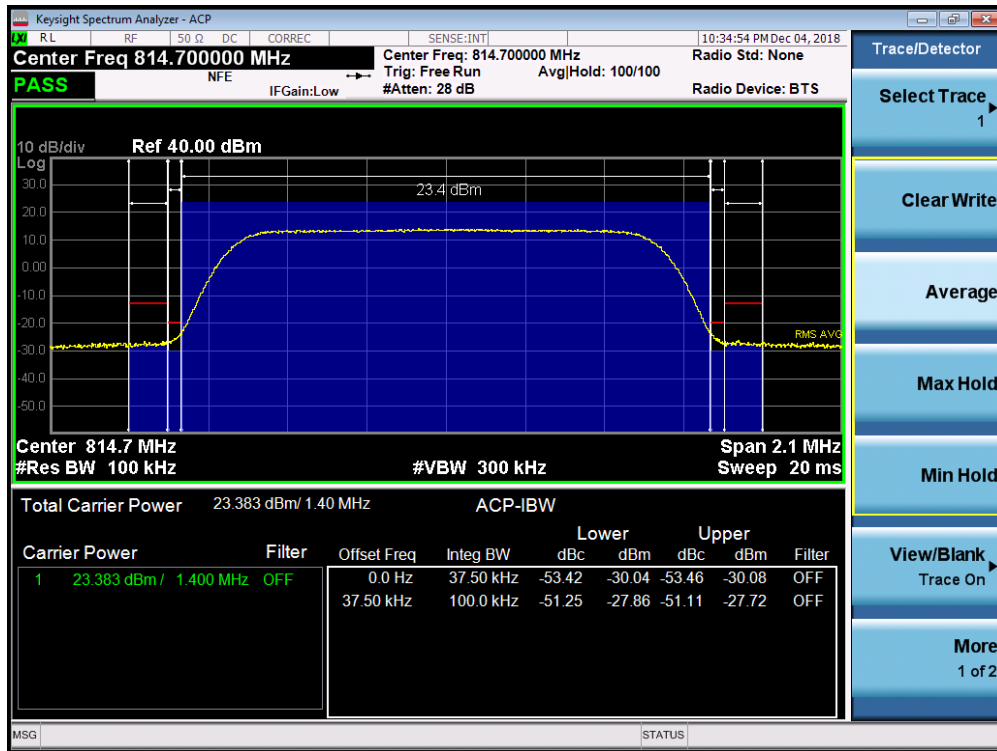 Keysight Spectrum Analyzer - ACP
LXI RL RF 50 Ω DC CORREC SENSE:INT 10:34:54 PM Dec 04, 2018
Center Freq 814.700000 MHz
Center Freq: 814.700000 MHz Radio Std: None
NFE Trig: Free Run Avg|Hold: 100/100
PASS IFGain:Low #Atten: 28 dB Radio Device: BTS
10 dB/div Ref 40.00 dBm
Log
30.0
23.4 dBm
20.0
10.0
0.00
-10.0
-20.0
RMS AVG
-30.0
-40.0
-50.0
Center 814.7 MHz Span 2.1 MHz
#Res BW 100 kHz #VBW 300 kHz Sweep 20 ms
Total Carrier Power 23.383 dBm/ 1.40 MHz ACP-IBW
Lower Upper
Carrier Power Filter Offset Freq Integ BW dBc dBm dBc dBm Filter
1 23.383 dBm / 1.400 MHz OFF 0.0 Hz 37.50 kHz -53.42 -30.04 -53.46 -30.08 OFF
37.50 kHz 100.0 kHz -51.25 -27.86 -51.11 -27.72 OFF
MSG STATUS
Trace/Detector
Select Trace
1
Clear Write
Average
Max Hold
Min Hold
View/Blank
Trace On
More
1 of 2